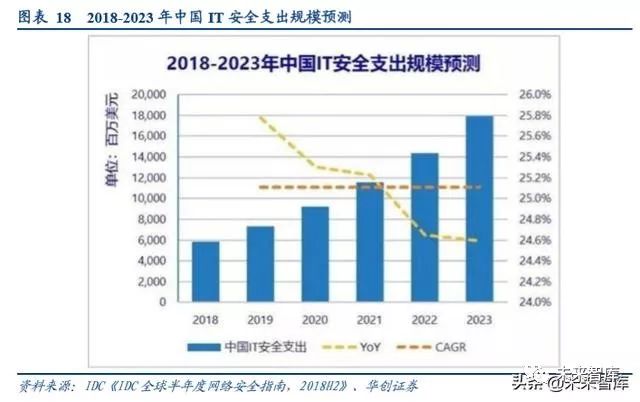 图表 18 2018-2023 年中国 IT 安全支出规模预测
2018-2023年中国IT安全支出规模预测
单位：百万美元
20,000
18,000
16,000
14,000
12,000
10,000
8,000
6,000
4,000
2,000
0
26.0%
25.8%
25.6%
25.4%
25.2%
25.0%
24.8%
24.6%
24.4%
24.2%
24.0%
2018 2019 2020 2021 2022 2023
中国IT安全支出 YoY CAGR
资料来源：IDC《IDC 全球半年度网络安全指南，2018H2》、华创证券
未来智库
头条@未来智库